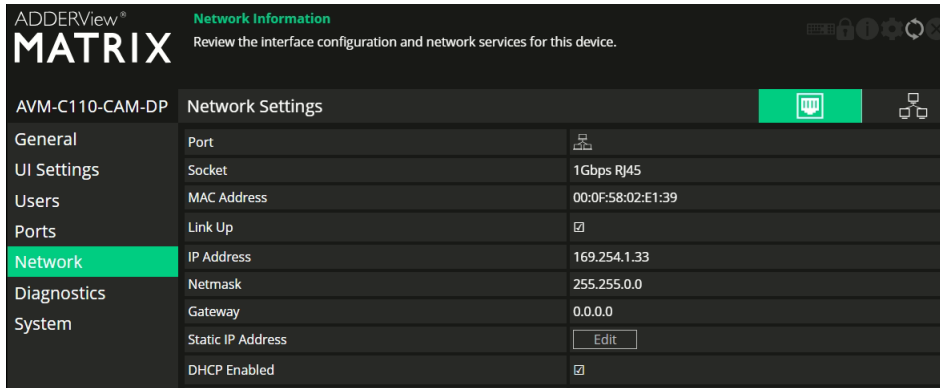 ADDERView®
MATRIX
Network Information
Review the interface configuration and network services for this device.
AVM-C110-CAM-DP
Network Settings
General
UI Settings
Users
Ports
Network
Diagnostics
System
Port
Socket 1Gbps RJ45
MAC Address 00:0F:58:02:E1:39
Link Up ☑
IP Address 169.254.1.33
Netmask 255.255.0.0
Gateway 0.0.0.0
Static IP Address Edit
DHCP Enabled ☑